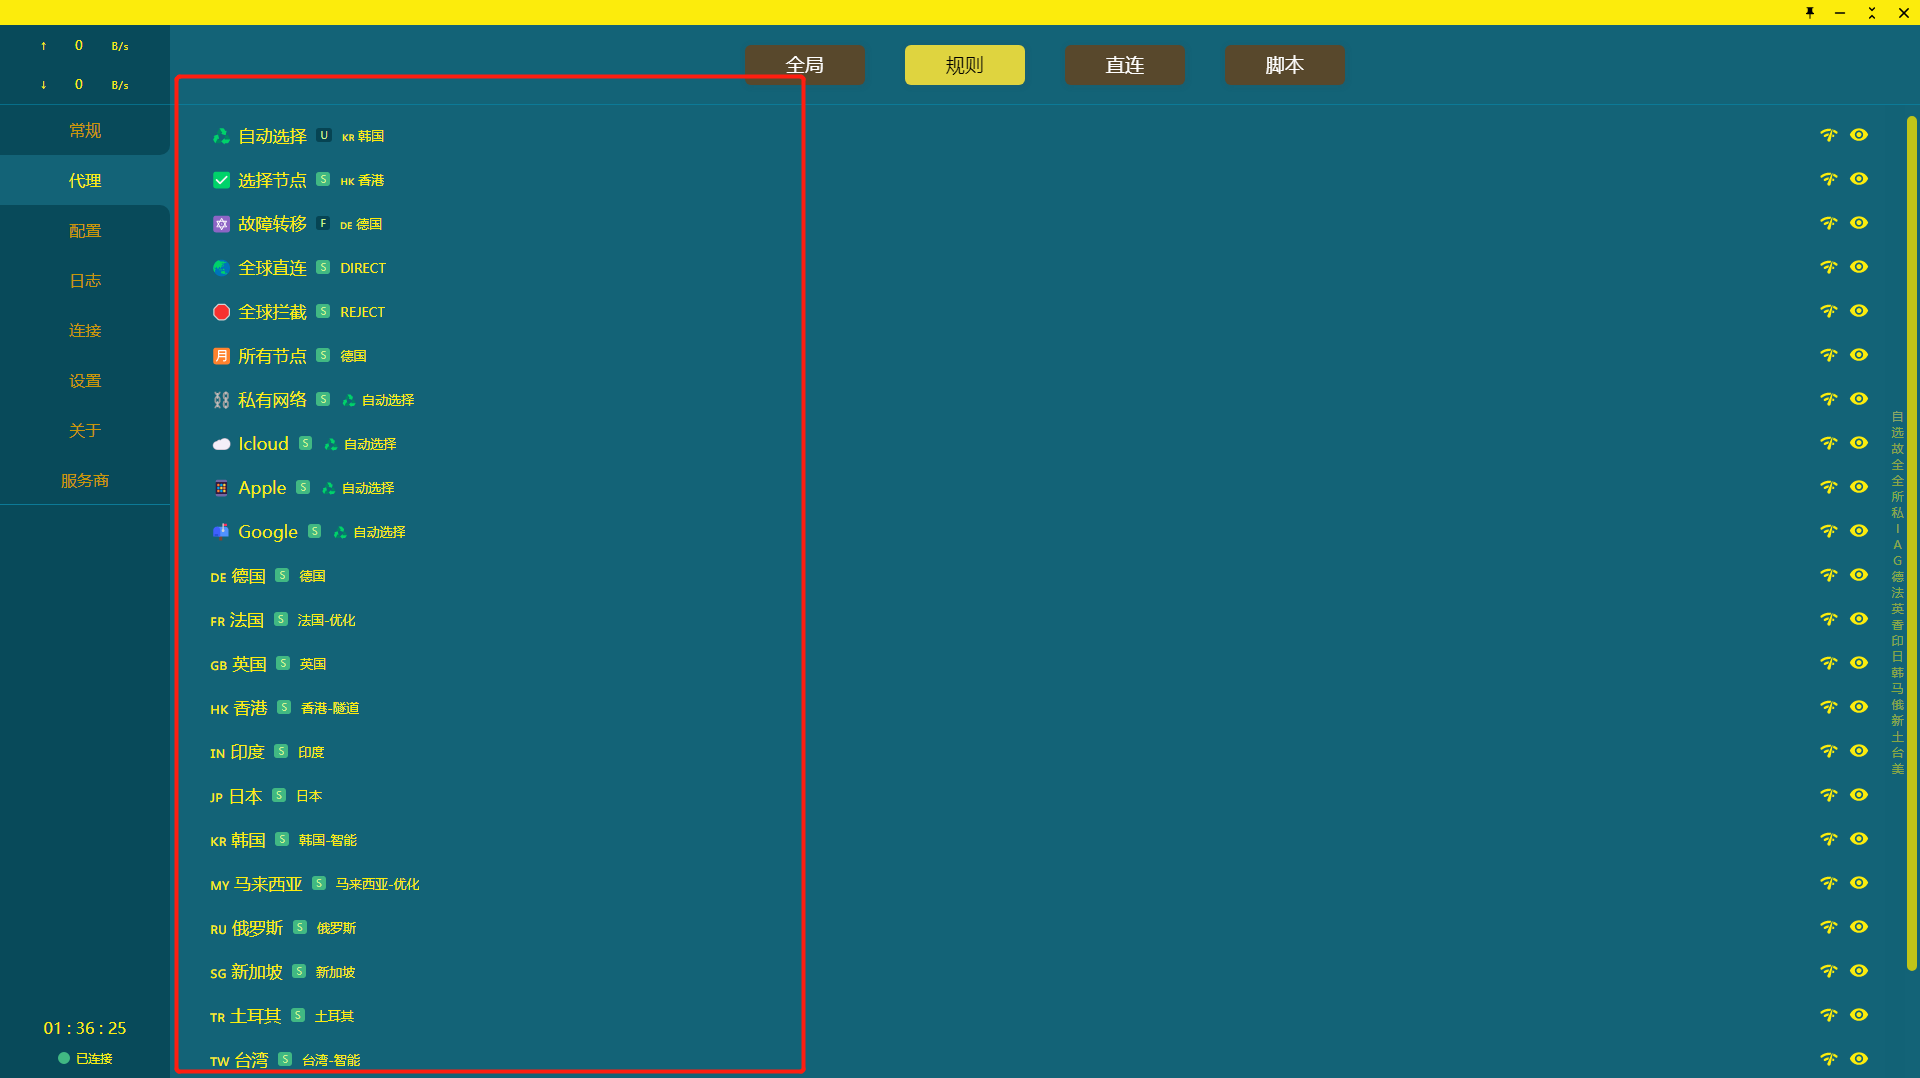 ↑ 0 B/s
↓ 0 B/s
常规
代理
配置
日志
连接
设置
关于
服务商
01 : 36 : 25
已连接
全局 规则 直连 脚本
自动选择 U KR 韩国
选择节点 S HK 香港
故障转移 F DE 德国
全球直连 S DIRECT
全球拦截 S REJECT
月 所有节点 S 德国
私有网络 S 自动选择
Icloud S 自动选择
Apple S 自动选择
Google S 自动选择
DE 德国 S 德国
FR 法国 S 法国-优化
GB 英国 S 英国
HK 香港 S 香港-隧道
IN 印度 S 印度
JP 日本 S 日本
KR 韩国 S 韩国-智能
MY 马来西亚 S 马来西亚-优化
RU 俄罗斯 S 俄罗斯
SG 新加坡 S 新加坡
TR 土耳其 S 土耳其
TW 台湾 S 台湾-智能
自
选
故
全
全
所
私
I
A
G
德
法
英
香
印
日
韩
马
俄
新
土
台
美